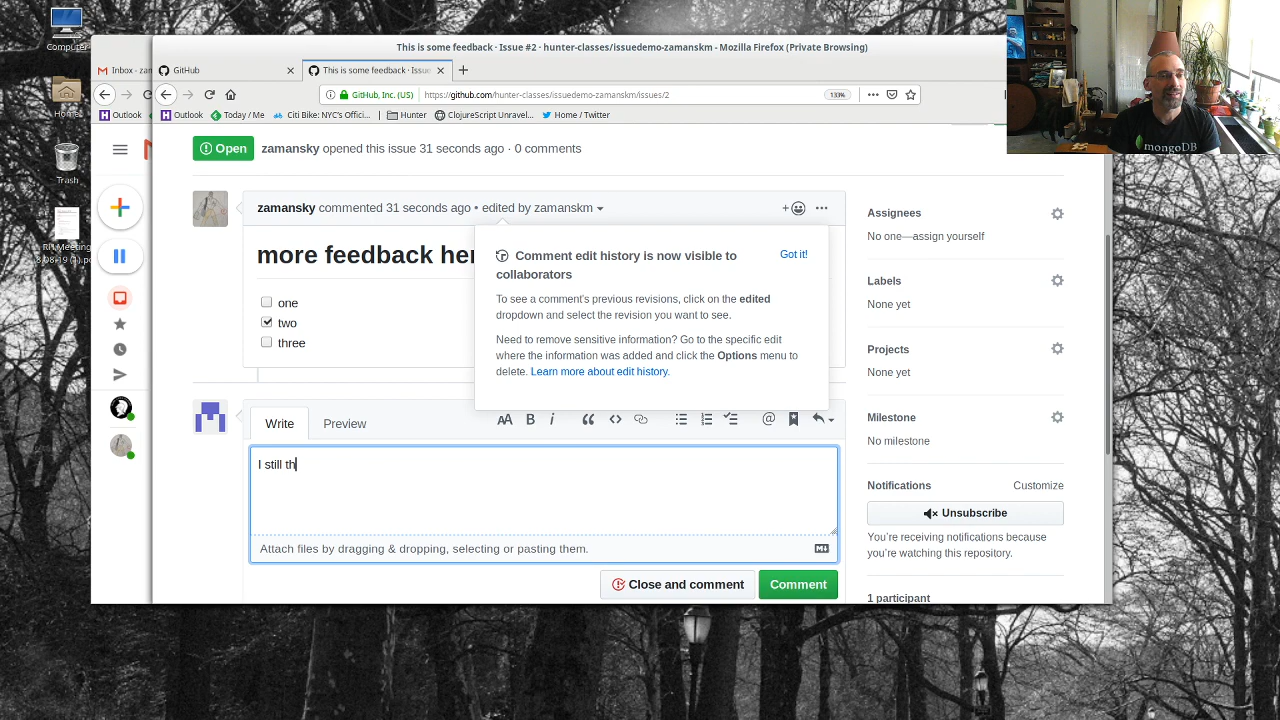 Computer
Home
Trash
This is some feedback · Issue #2 · hunter-classes/issuedemo-zamanskm - Mozilla Firefox (Private Browsing)
Inbox - zan
GitHub
This is some feedback · Issue
GitHub, Inc. (US)
https://github.com/hunter-classes/issuedemo-zamanskm/issues/2
133%
Outlook
Outlook
Today / Me
Citi Bike: NYC's Offici...
Hunter
ClojureScript Unravel...
Home / Twitter
mongoDB
Open
zamansky opened this issue 31 seconds ago · 0 comments
zamansky commented 31 seconds ago • edited by zamanskm
more feedback her
one
two
three
Comment edit history is now visible to collaborators
Got it!
To see a comment's previous revisions, click on the edited
dropdown and select the revision you want to see.
Need to remove sensitive information? Go to the specific edit
where the information was added and click the Options menu to
delete. Learn more about edit history.
Write
Preview
I still th
Attach files by dragging & dropping, selecting or pasting them.
Close and comment
Comment
Assignees
No one—assign yourself
Labels
None yet
Projects
None yet
Milestone
No milestone
Notifications
Customize
Unsubscribe
You're receiving notifications because
you're watching this repository.
1 participant